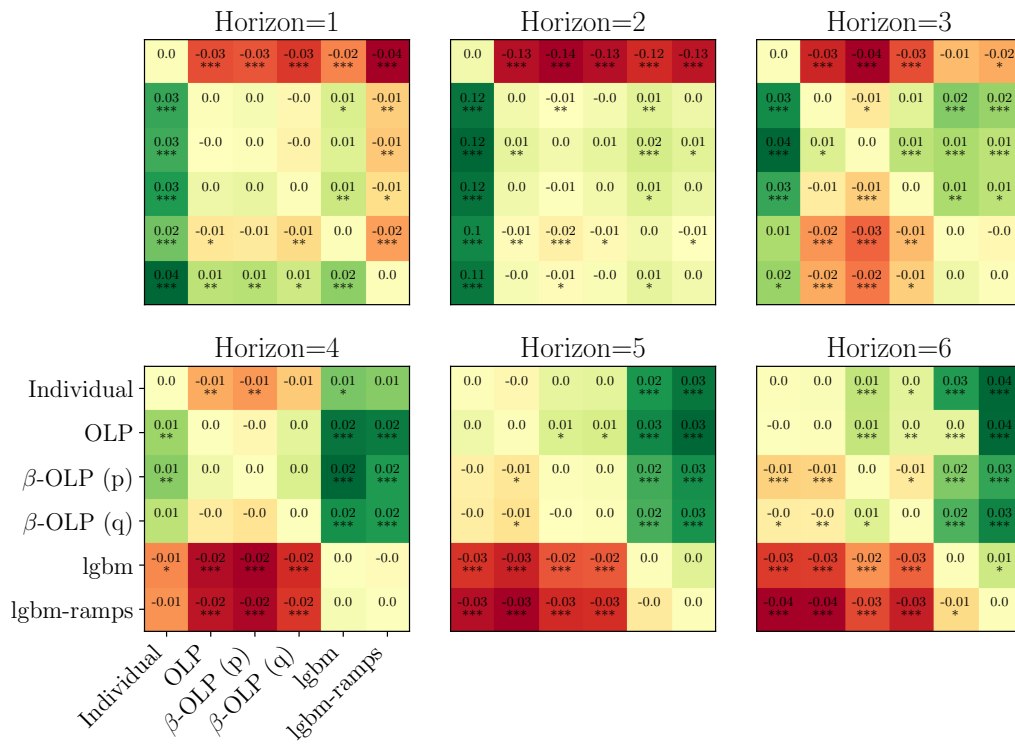 Horizon=1 Horizon=2 Horizon=3
0.0 -0.03 -0.03 -0.03 -0.02 -0.04 0.0 -0.13 -0.14 -0.13 -0.12 -0.13 0.0 -0.03 -0.04 -0.03 -0.01 -0.02
*** *** *** *** *** *** *** *** *** *** *** *** *** *
0.03 0.0 0.0 -0.0 0.01 -0.01 0.12 0.0 -0.01 -0.0 0.01 0.0 0.03 0.0 -0.01 0.01 0.02 0.02
*** * ** *** ** ** *** * *** ***
0.03 -0.0 0.0 -0.0 0.01 -0.01 0.12 0.01 0.0 0.01 0.02 0.01 0.04 0.01 0.0 0.01 0.01 0.01
*** ** *** ** *** * *** * *** *** ***
0.03 0.0 0.0 0.0 0.01 -0.01 0.12 0.0 -0.01 0.0 0.01 0.0 0.03 -0.01 -0.01 0.0 0.01 0.01
*** ** * *** * *** *** ** *
0.02 -0.01 -0.01 -0.01 0.0 -0.02 0.1 -0.01 -0.02 -0.01 0.0 -0.01 0.01 -0.02 -0.03 -0.01 0.0 -0.0
*** * ** *** *** ** *** * * *** *** **
0.04 0.01 0.01 0.01 0.02 0.0 0.11 -0.0 -0.01 -0.0 0.01 0.0 0.02 -0.02 -0.02 -0.01 0.0 0.0
*** ** ** * *** *** * * * *** *** *
Horizon=4 Horizon=5 Horizon=6
Individual 0.0 -0.01 -0.01 -0.01 0.01 0.01 0.0 -0.0 0.0 0.0 0.02 0.03 0.0 0.0 0.01 0.0 0.03 0.04
** ** * *** *** *** * *** ***
OLP 0.01 0.0 -0.0 0.0 0.02 0.02 0.0 0.0 0.01 0.01 0.03 0.03 -0.0 0.0 0.01 0.0 0.0 0.04
** *** *** * * *** *** *** ** *** ***
β-OLP (p) 0.01 0.0 0.0 0.0 0.02 0.02 -0.0 -0.01 0.0 0.0 0.02 0.03 -0.01 -0.01 0.0 -0.01 0.02 0.03
** *** *** * *** *** *** *** * *** ***
β-OLP (q) 0.01 -0.0 -0.0 0.0 0.02 0.02 -0.0 -0.01 0.0 0.0 0.02 0.03 -0.0 -0.0 0.01 0.0 0.02 0.03
*** *** * *** *** * ** * *** ***
lgbm -0.01 -0.02 -0.02 -0.02 0.0 -0.0 -0.03 -0.03 -0.02 -0.02 0.0 0.0 -0.03 -0.03 -0.02 -0.03 0.0 0.01
* *** *** *** *** *** *** *** *** *** *** *** *
lgbm-ramps -0.01 -0.02 -0.02 -0.02 0.0 0.0 -0.03 -0.03 -0.03 -0.03 -0.0 0.0 -0.04 -0.04 -0.03 -0.03 -0.01 0.0
*** *** *** *** *** *** *** *** *** *** *** *
Individual OLP β-OLP (p) β-OLP (q) lgbm lgbm-ramps